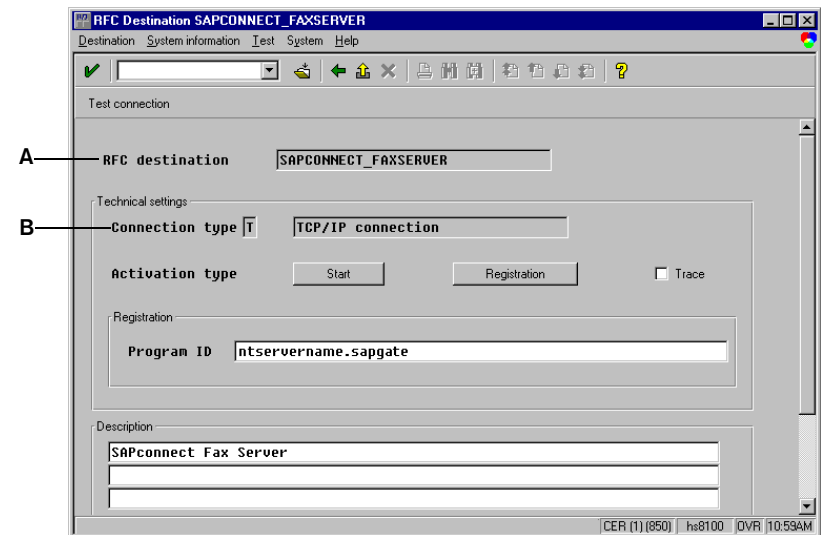 RFC Destination SAPCONNECT_FAXSERVER
Destination System information Test System Help
Test connection
A
RFC destination SAPCONNECT_FAXSERVER
Technical settings
B
Connection type T TCP/IP connection
Activation type Start Registration Trace
Registration
Program ID ntservername.sapgate
Description
SAPconnect Fax Server
CER (1) (850) hs8100 OVR 10:59AM